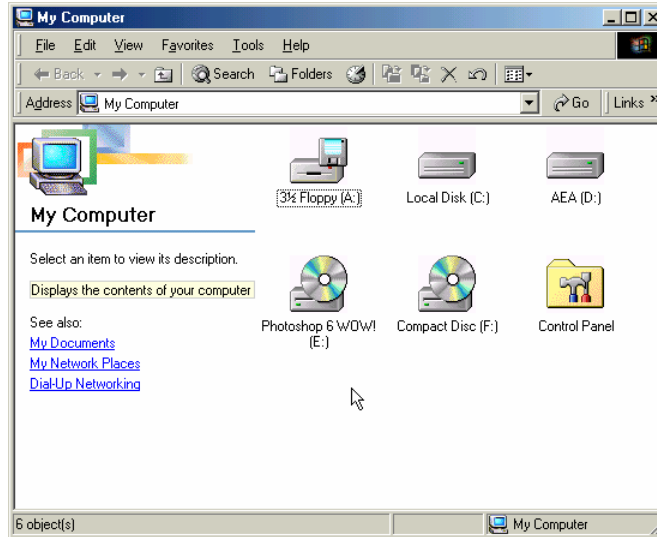 My Computer
File Edit View Favorites Tools Help
Back Search Folders
Address My Computer Go Links »
My Computer
Select an item to view its description.
Displays the contents of your computer
See also:
My Documents
My Network Places
Dial-Up Networking
3½ Floppy (A:)
Local Disk (C:)
AEA (D:)
Photoshop 6 WOW!
(E:)
Compact Disc (F:)
Control Panel
6 object(s)
My Computer